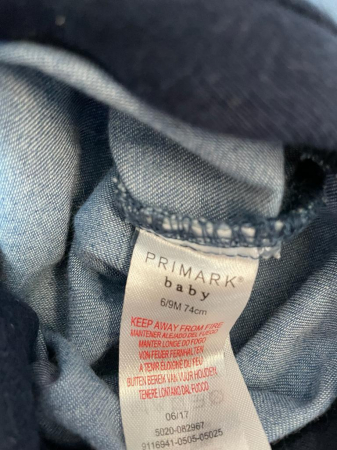 PRIMARK®
baby
6/9M 74cm
KEEP AWAY FROM FIRE
MANTENER ALEJADO DEL FUEGO
MANTER LONGE DO FOGO
VON FEUER FERNHALTEN
A TENIR ÉLOIGNÉ DU FEU
BUITEN BEREIK VAN VUUR HOUDEN
TENERE LONTANO DAL FUOCO
06/17
5020-082967
9116941-0505-05025